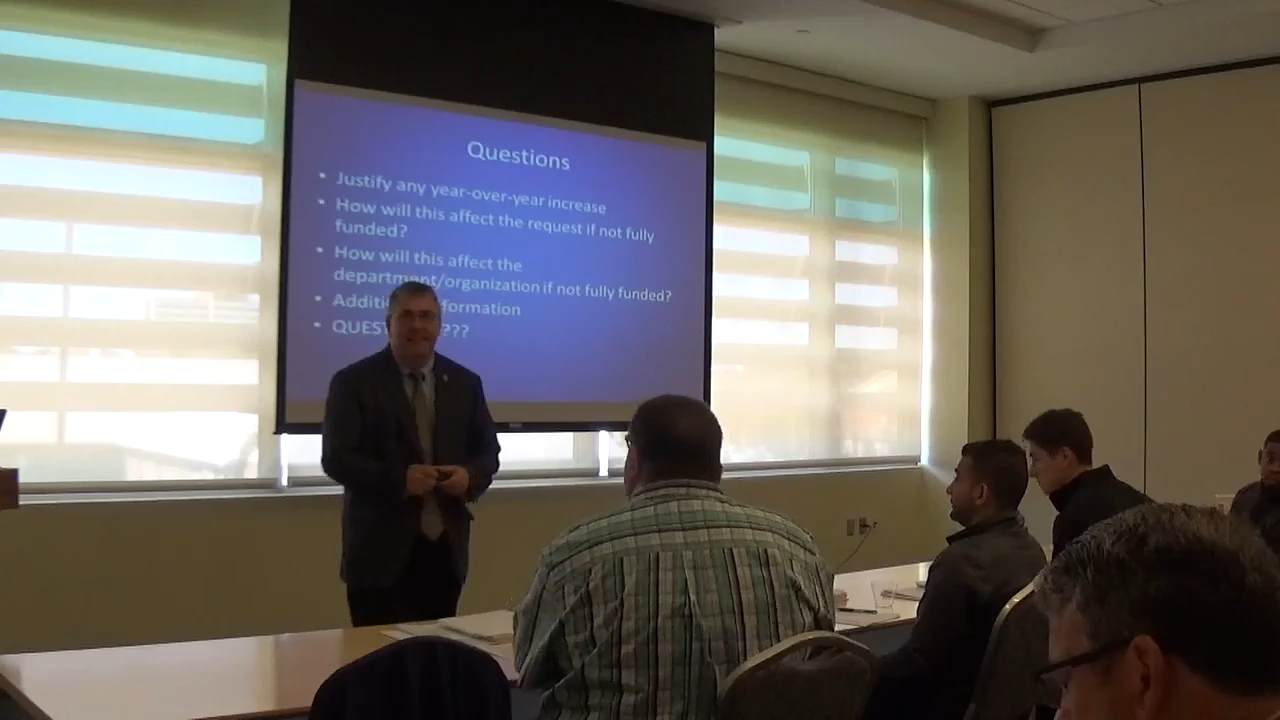 Questions
• Justify any year-over-year increase
• How will this affect the request if not fully
funded?
• How will this affect the
department/organization if not fully funded?
• Additi formation
• QUEST ???